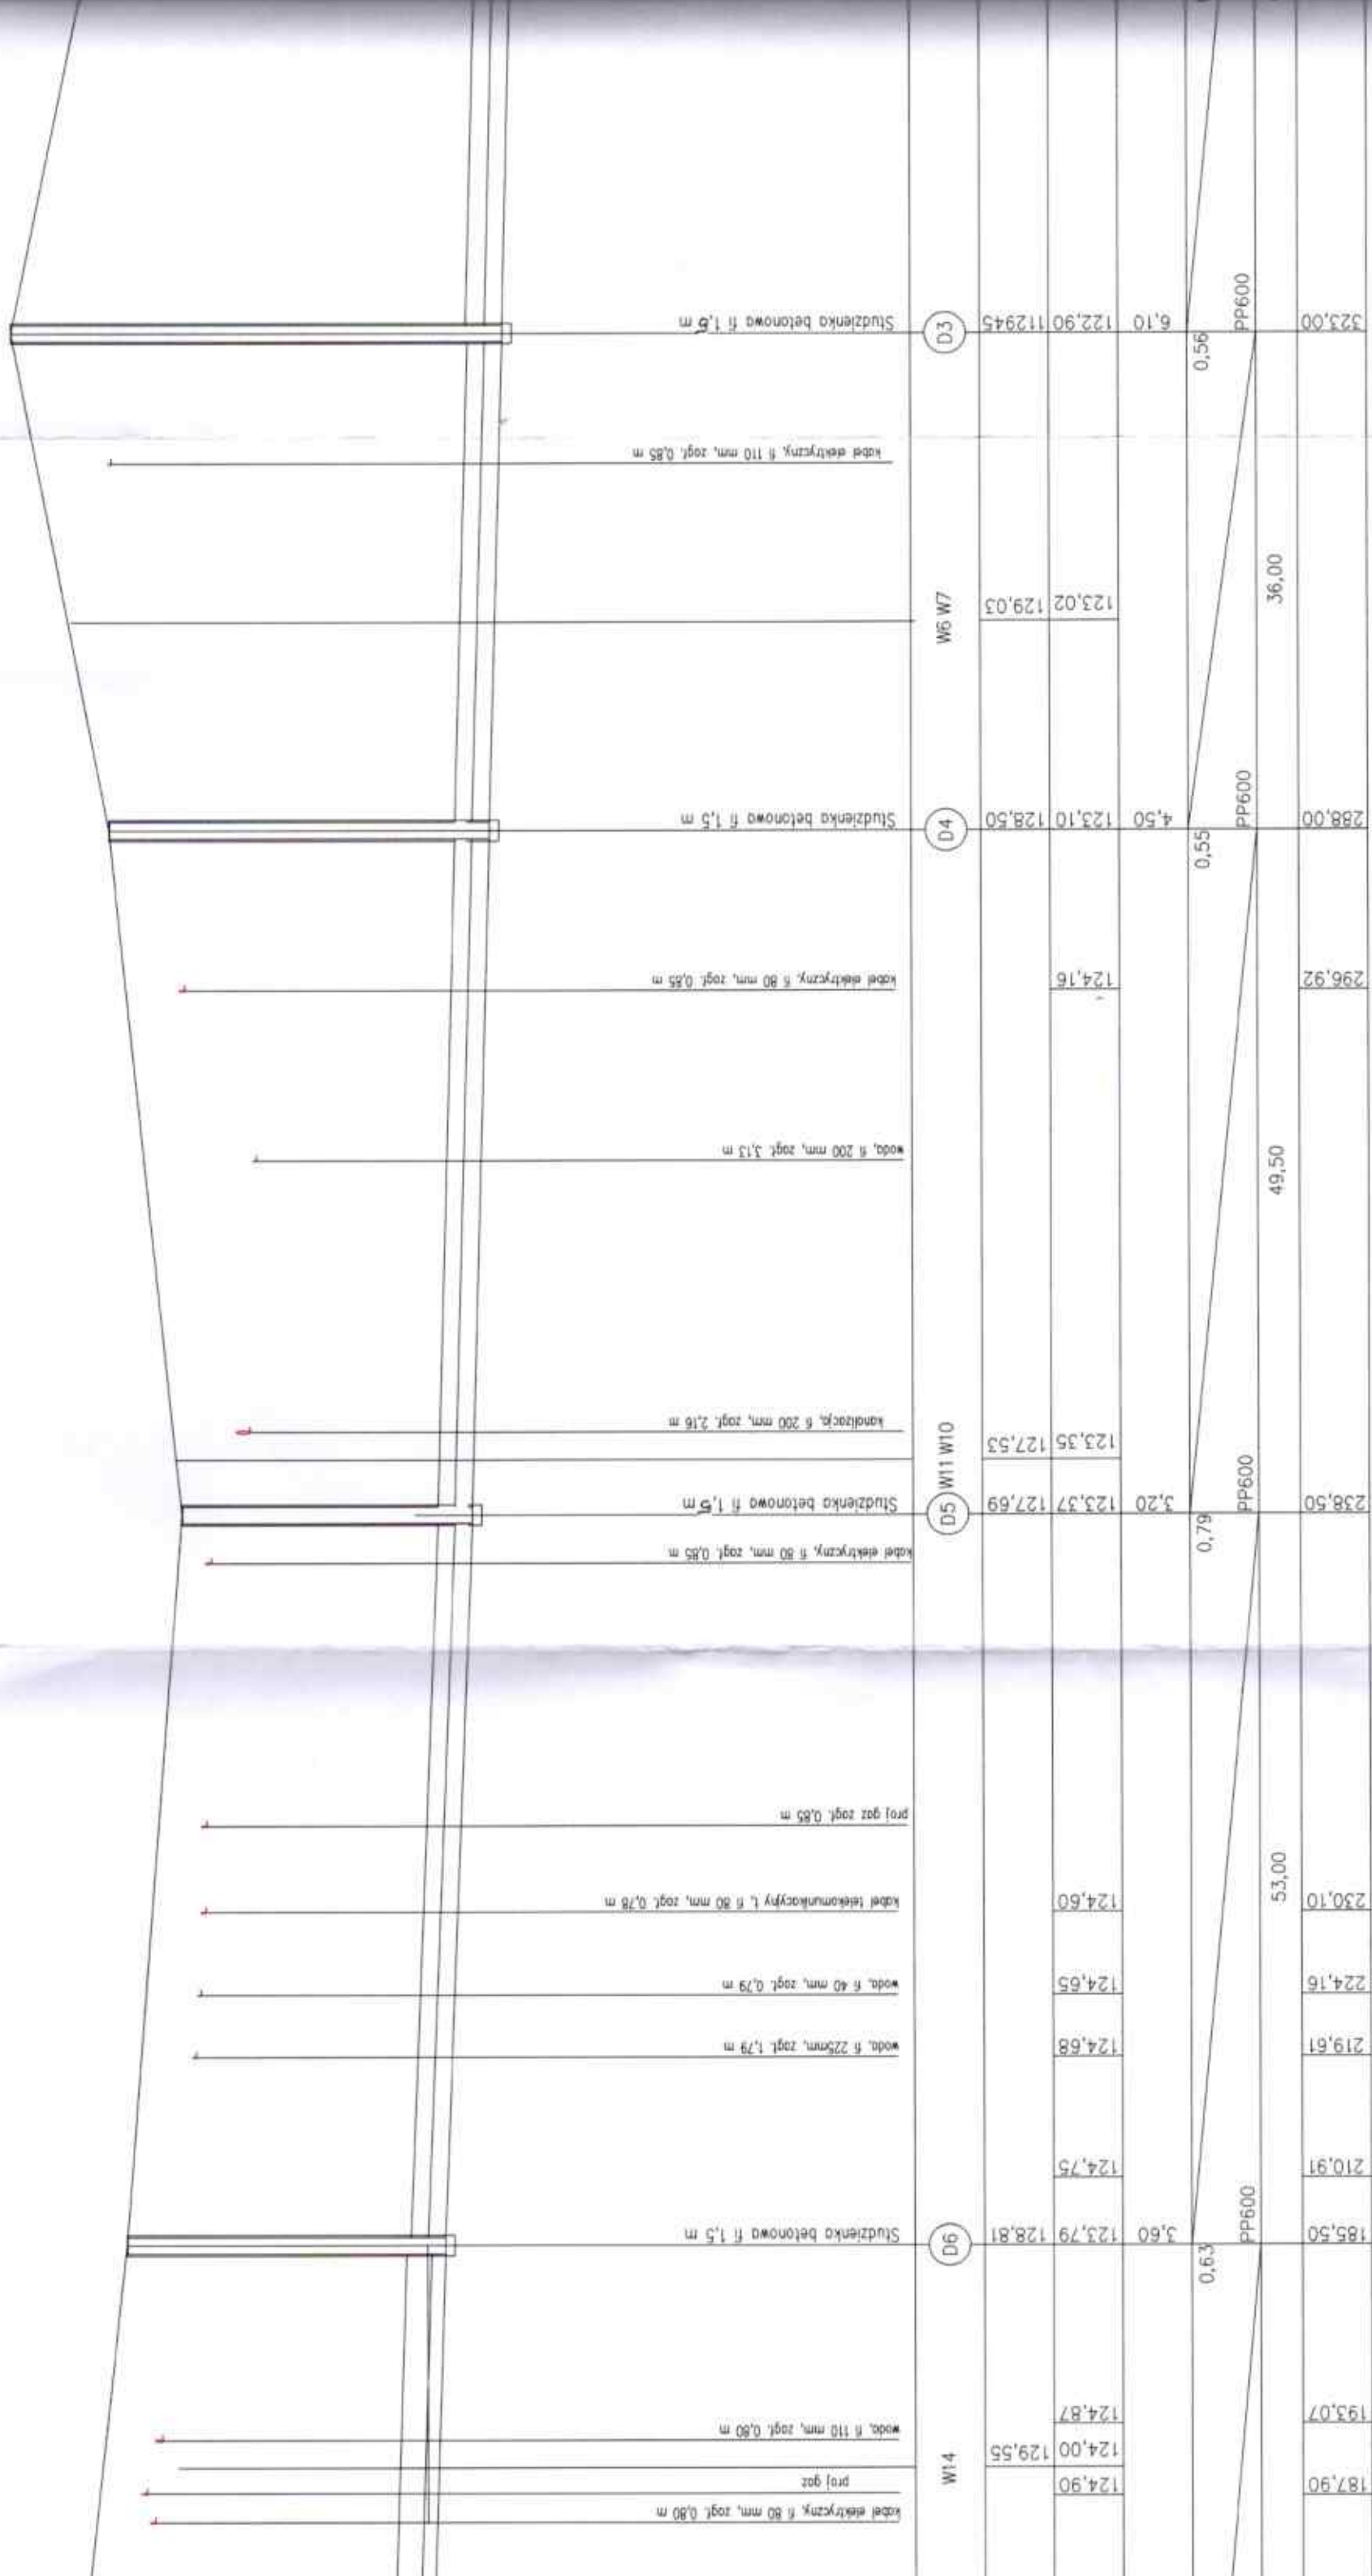 Studzienka betonowa fi 1,6 m
D3
112945
122,90
6,10
0,56
PP600
323,00
kabel elektryczny, fi 110 mm, zagł. 0,85 m
W6 W7
129,03
123,02
36,00
Studzienka betonowa fi 1,5 m
D4
128,50
123,10
4,50
0,55
PP600
288,00
kabel elektryczny, fi 80 mm, zagł. 0,85 m
124,16
296,92
woda, fi 200 mm, zagł. 3,13 m
49,50
kanalizacja, fi 200 mm, zagł. 2,16 m
W11 W10
127,53
123,35
Studzienka betonowa fi 1,5 m
D5
127,69
123,37
3,20
0,79
PP600
238,50
kabel elektryczny, fi 80 mm, zagł. 0,85 m
proj gaz zagł. 0,85 m
53,00
kabel telekomunikacyjny t, fi 80 mm, zagł. 0,78 m
124,60
230,10
woda, fi 40 mm, zagł. 0,79 m
124,65
224,16
woda, fi 225mm, zagł. 1,79 m
124,68
219,61
124,75
210,91
Studzienka betonowa fi 1,5 m
D6
128,81
123,79
3,60
0,63
PP600
185,50
woda, fi 110 mm, zagł. 0,80 m
124,87
193,07
W14
129,55
124,00
proj gaz
124,90
187,90
kabel elektryczny, fi 80 mm, zagł. 0,80 m